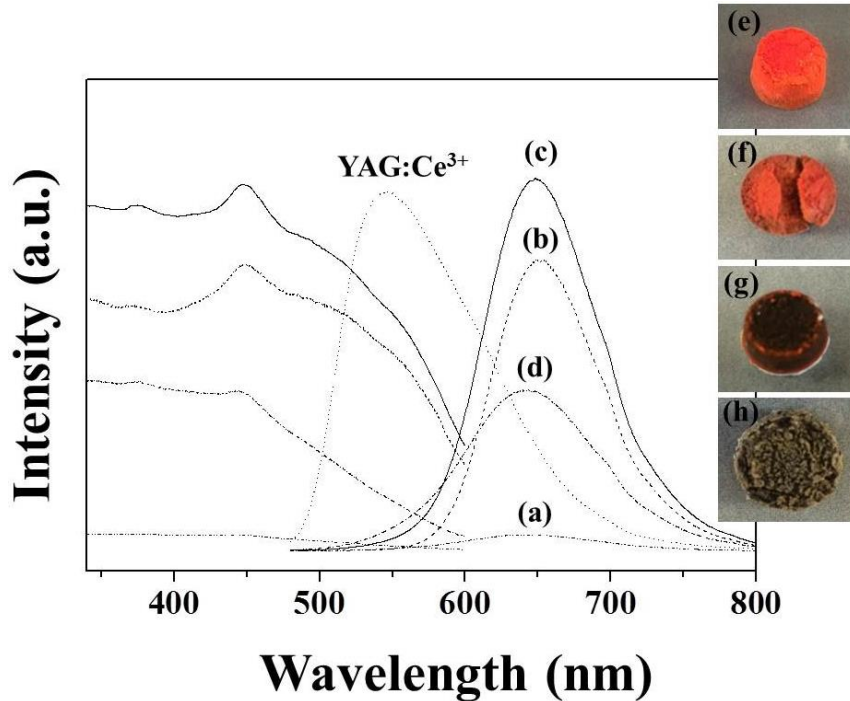 (e)
(f)
(g)
(h)
YAG:Ce³⁺
(c)
(b)
(d)
(a)
Intensity (a.u.)
400 500 600 700 800
Wavelength (nm)